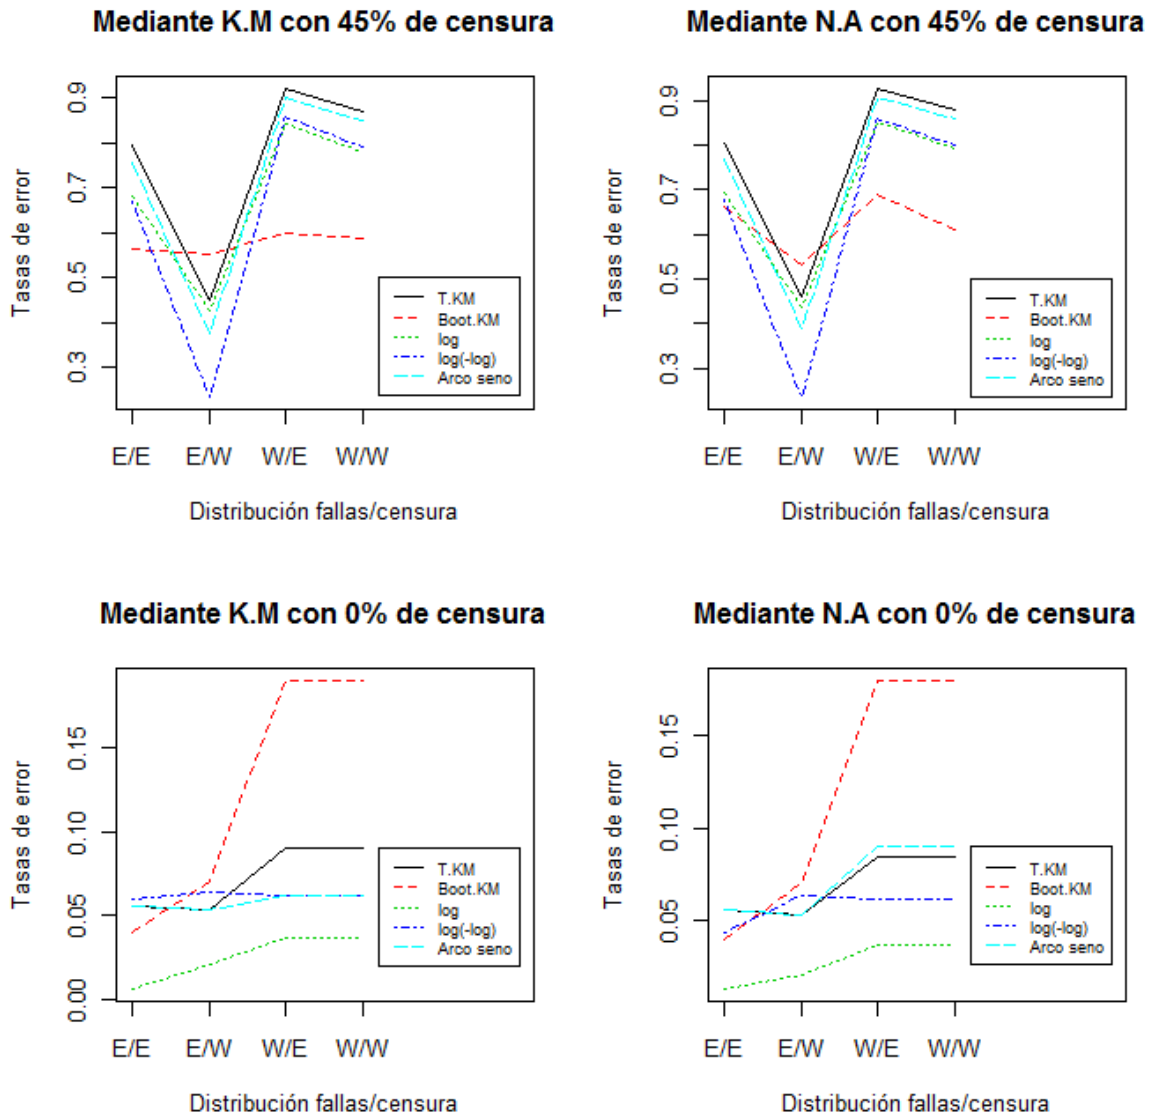 Mediante K.M con 45% de censura
Tasas de error
0.9
0.7
0.5
0.3
T.KM
Boot.KM
log
log(-log)
Arco seno
E/E E/W W/E W/W
Distribución fallas/censura
Mediante N.A con 45% de censura
Tasas de error
0.9
0.7
0.5
0.3
T.KM
Boot.KM
log
log(-log)
Arco seno
E/E E/W W/E W/W
Distribución fallas/censura
Mediante K.M con 0% de censura
Tasas de error
0.15
0.10
0.05
0.00
T.KM
Boot.KM
log
log(-log)
Arco seno
E/E E/W W/E W/W
Distribución fallas/censura
Mediante N.A con 0% de censura
Tasas de error
0.15
0.10
0.05
T.KM
Boot.KM
log
log(-log)
Arco seno
E/E E/W W/E W/W
Distribución fallas/censura